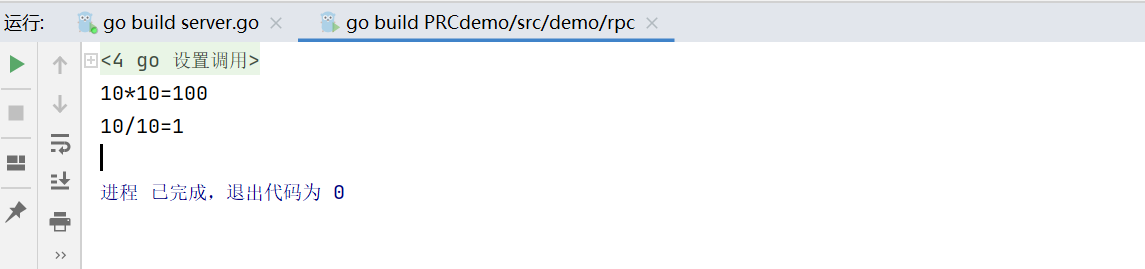 运行: go build server.go × go build PRCdemo/src/demo/rpc ×
<4 go 设置调用>
10*10=100
10/10=1
进程 已完成，退出代码为 0